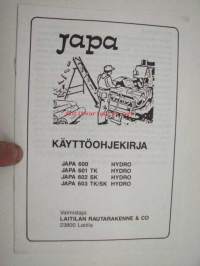 japa
KÄYTTÖOHJEKIRJA
JAPA 600 HYDRO
JAPA 601 TK HYDRO
JAPA 602 SK HYDRO
JAPA 603 TK/SK HYDRO
Valmistaja
LAITILAN RAUTARAKENNE & CO
23800 Laitila